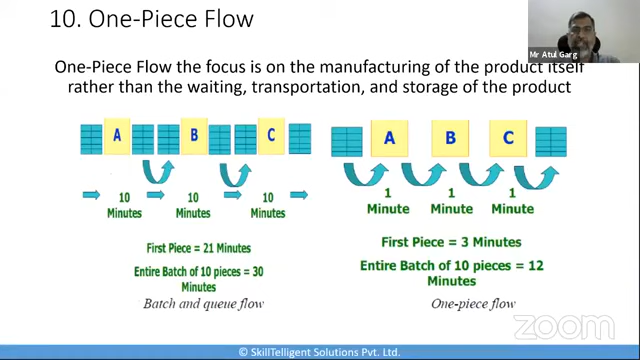 10. One-Piece Flow
Mr Atul Garg
One-Piece Flow the focus is on the manufacturing of the product itself
rather than the waiting, transportation, and storage of the product
A B C
10 Minutes 10 Minutes 10 Minutes
First Piece = 21 Minutes
Entire Batch of 10 pieces = 30
Minutes
Batch and queue flow
A B C
1 Minute 1 Minute 1 Minute
First Piece = 3 Minutes
Entire Batch of 10 pieces = 12
Minutes
One-piece flow
zoom
© SkillTelligent Solutions Pvt. Ltd.